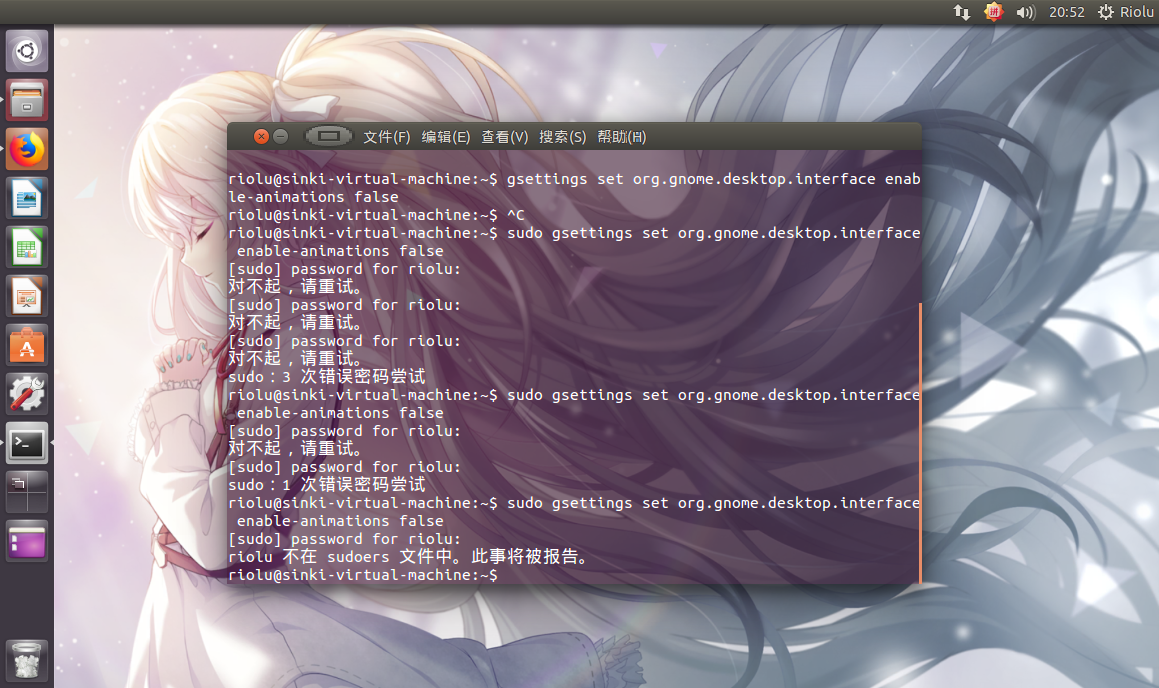 20:52 Riolu
文件(F) 编辑(E) 查看(V) 搜索(S) 帮助(H)
riolu@sinki-virtual-machine:~$ gsettings set org.gnome.desktop.interface enab
le-animations false
riolu@sinki-virtual-machine:~$ ^C
riolu@sinki-virtual-machine:~$ sudo gsettings set org.gnome.desktop.interface
 enable-animations false
[sudo] password for riolu:
对不起，请重试。
[sudo] password for riolu:
对不起，请重试。
[sudo] password for riolu:
对不起，请重试。
sudo：3 次错误密码尝试
riolu@sinki-virtual-machine:~$ sudo gsettings set org.gnome.desktop.interface
 enable-animations false
[sudo] password for riolu:
对不起，请重试。
[sudo] password for riolu:
sudo：1 次错误密码尝试
riolu@sinki-virtual-machine:~$ sudo gsettings set org.gnome.desktop.interface
 enable-animations false
[sudo] password for riolu:
riolu 不在 sudoers 文件中。此事将被报告。
riolu@sinki-virtual-machine:~$